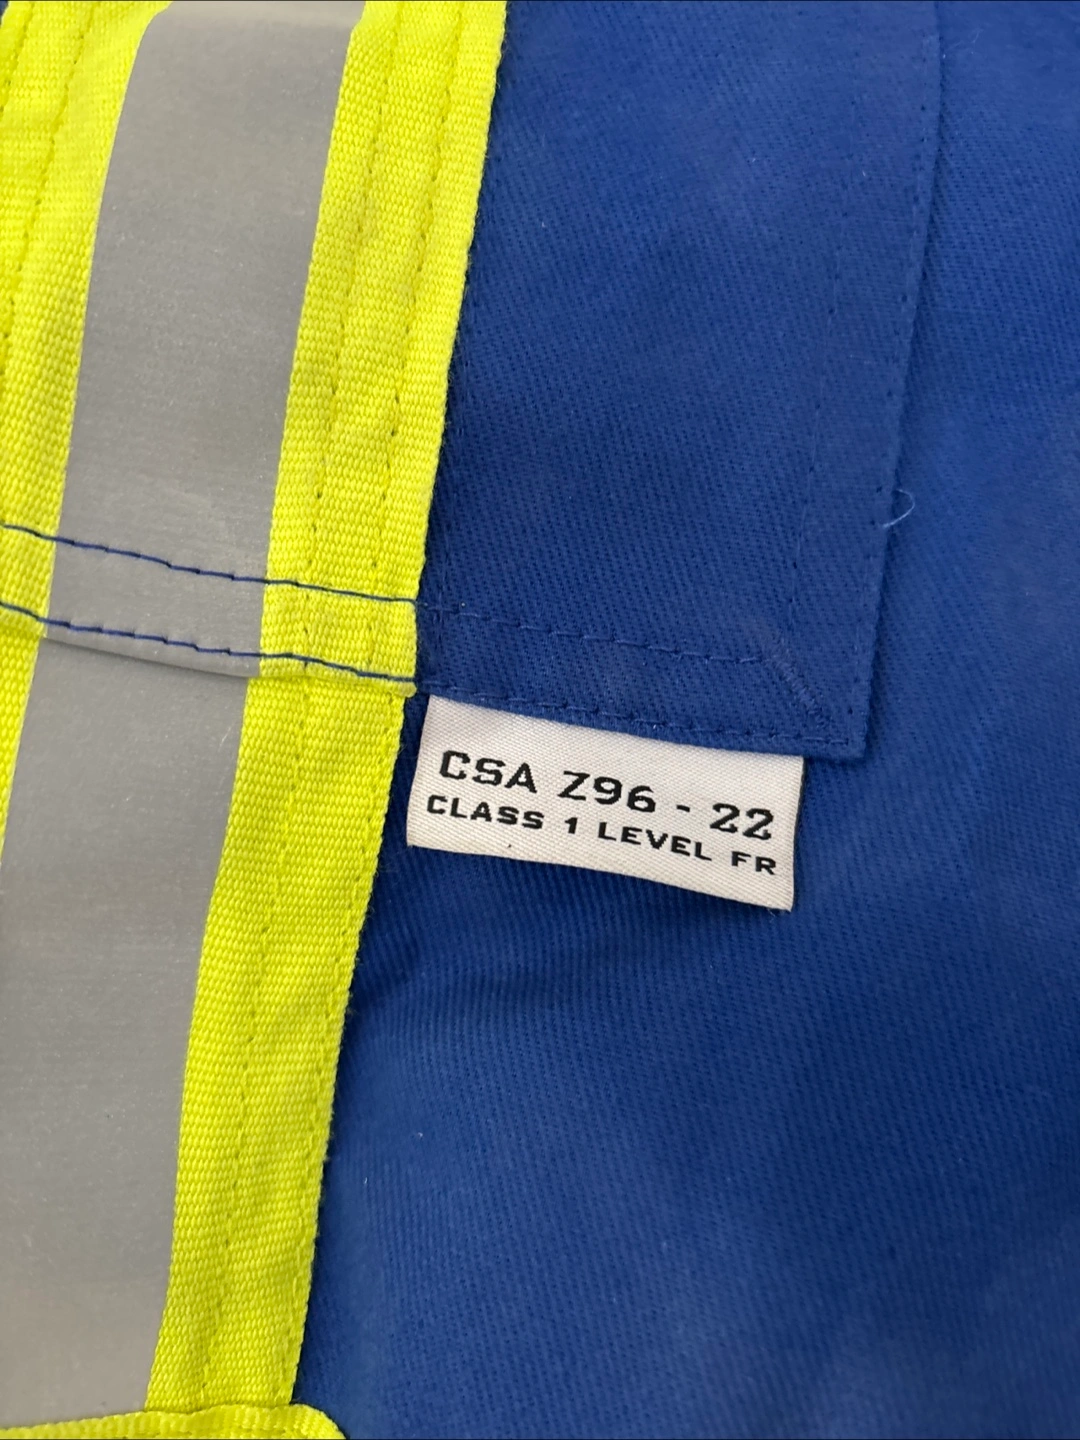 CSA Z96 - 22
CLASS 1 LEVEL FR